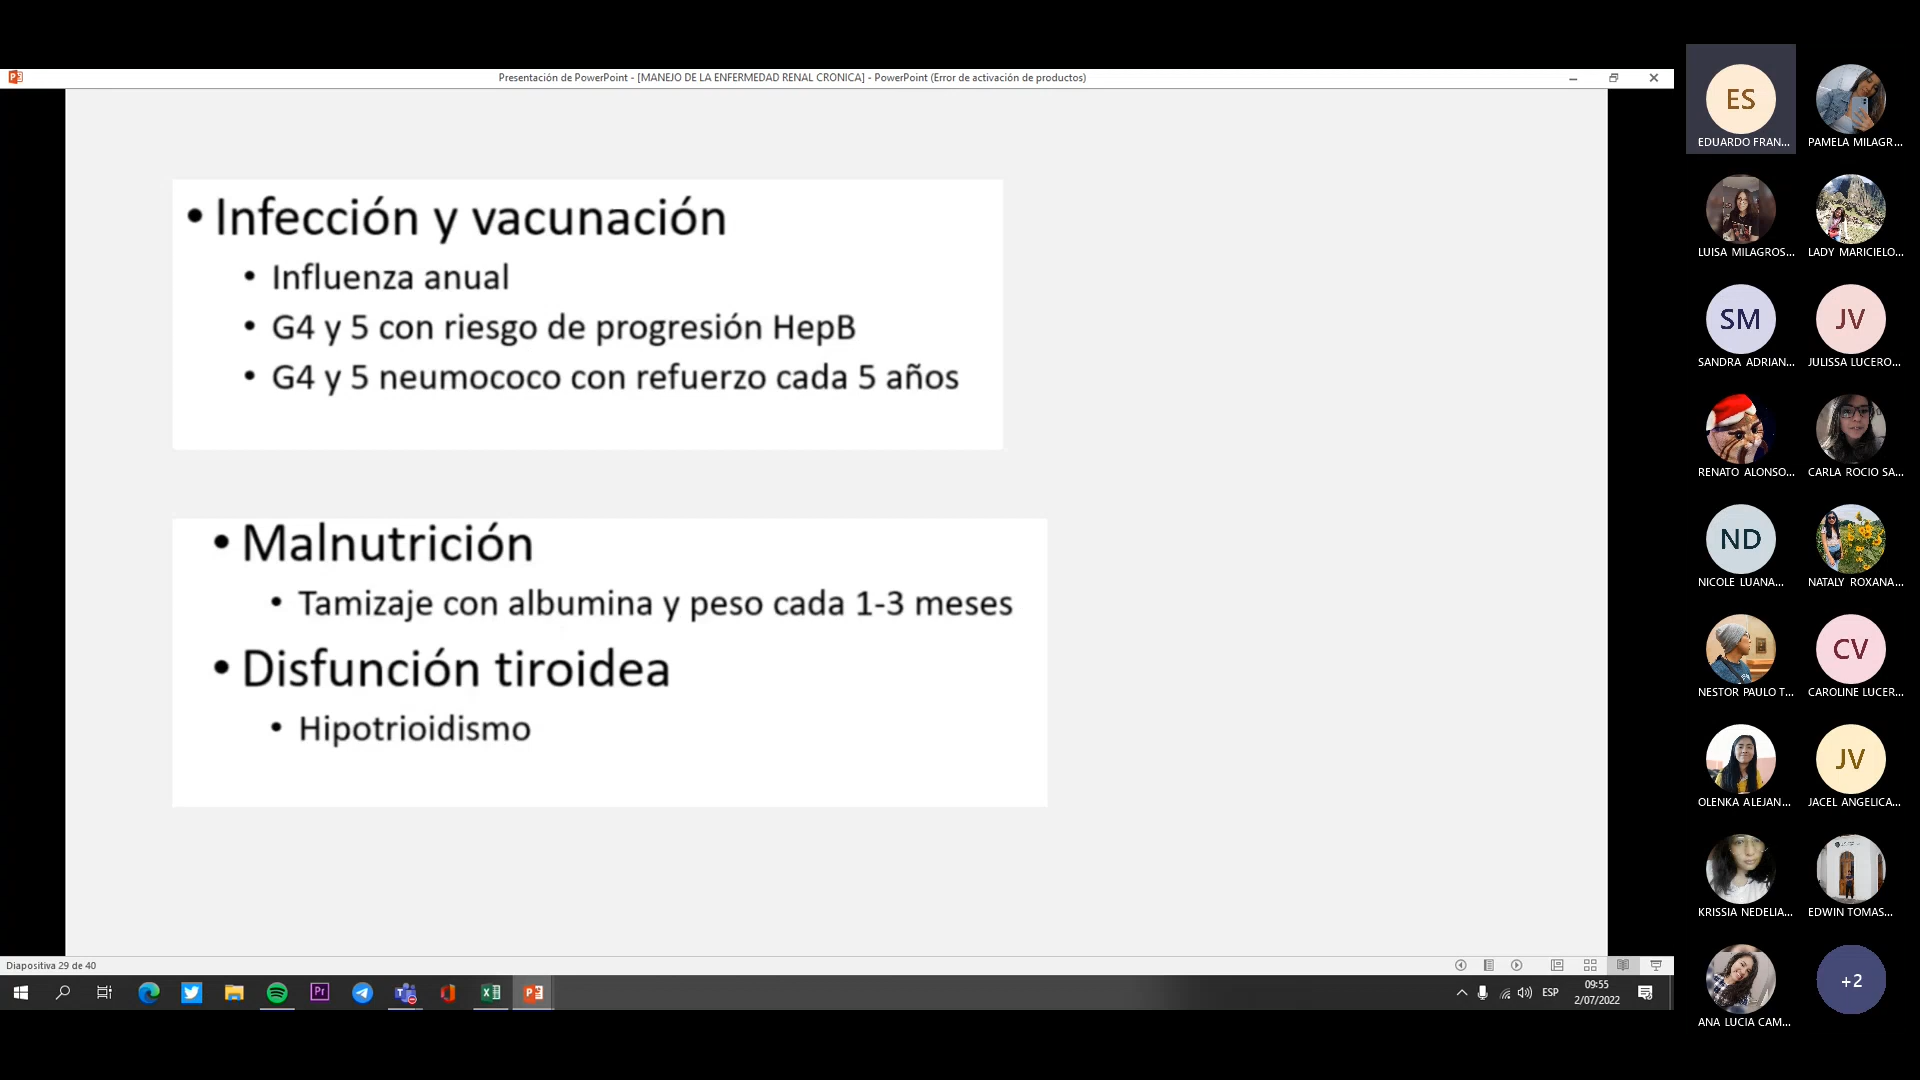 Presentación de PowerPoint - [MANEJO DE LA ENFERMEDAD RENAL CRONICA] - PowerPoint (Error de activación de productos)
• Infección y vacunación
• Influenza anual
• G4 y 5 con riesgo de progresión HepB
• G4 y 5 neumococo con refuerzo cada 5 años
• Malnutrición
• Tamizaje con albumina y peso cada 1-3 meses
• Disfunción tiroidea
• Hipotrioidismo
Diapositiva 29 de 40
Pr
ESP
09:55
2/07/2022
ES
EDUARDO FRAN...
PAMELA MILAGR...
LUISA MILAGROS...
LADY MARICIELO...
SM
SANDRA ADRIAN...
JV
JULISSA LUCERO...
RENATO ALONSO...
CARLA ROCIO SA...
ND
NICOLE LUANA...
NATALY ROXANA...
NESTOR PAULO T...
CV
CAROLINE LUCER...
OLENKA ALEJAN...
JV
JACEL ANGELICA...
KRISSIA NEDELIA...
EDWIN TOMAS...
ANA LUCIA CAM...
+2